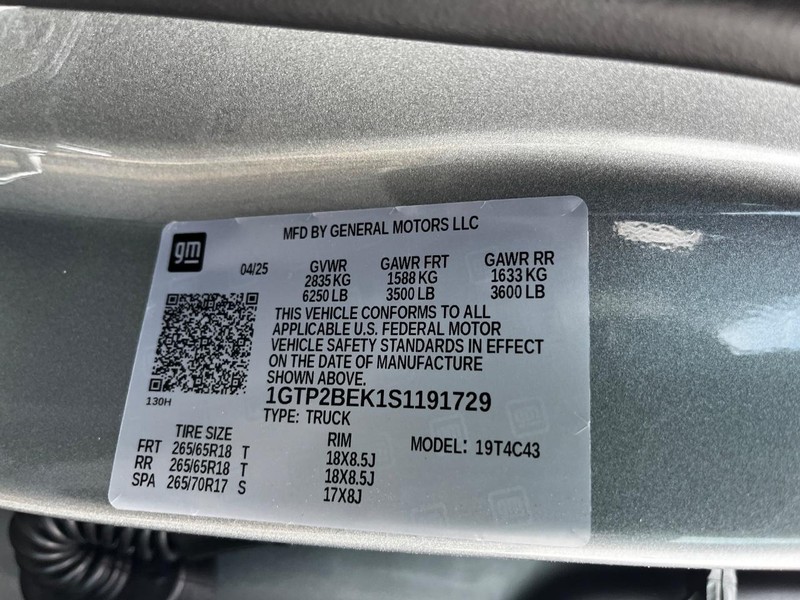 MFD BY GENERAL MOTORS LLC
gm
04/25 GVWR GAWR FRT GAWR RR
2835 KG 1588 KG 1633 KG
6250 LB 3500 LB 3600 LB
THIS VEHICLE CONFORMS TO ALL
APPLICABLE U.S. FEDERAL MOTOR
VEHICLE SAFETY STANDARDS IN EFFECT
ON THE DATE OF MANUFACTURE
SHOWN ABOVE.
130H
1GTP2BEK1S1191729
TYPE: TRUCK
TIRE SIZE RIM MODEL: 19T4C43
FRT 265/65R18 T 18X8.5J
RR 265/65R18 T 18X8.5J
SPA 265/70R17 S 17X8J